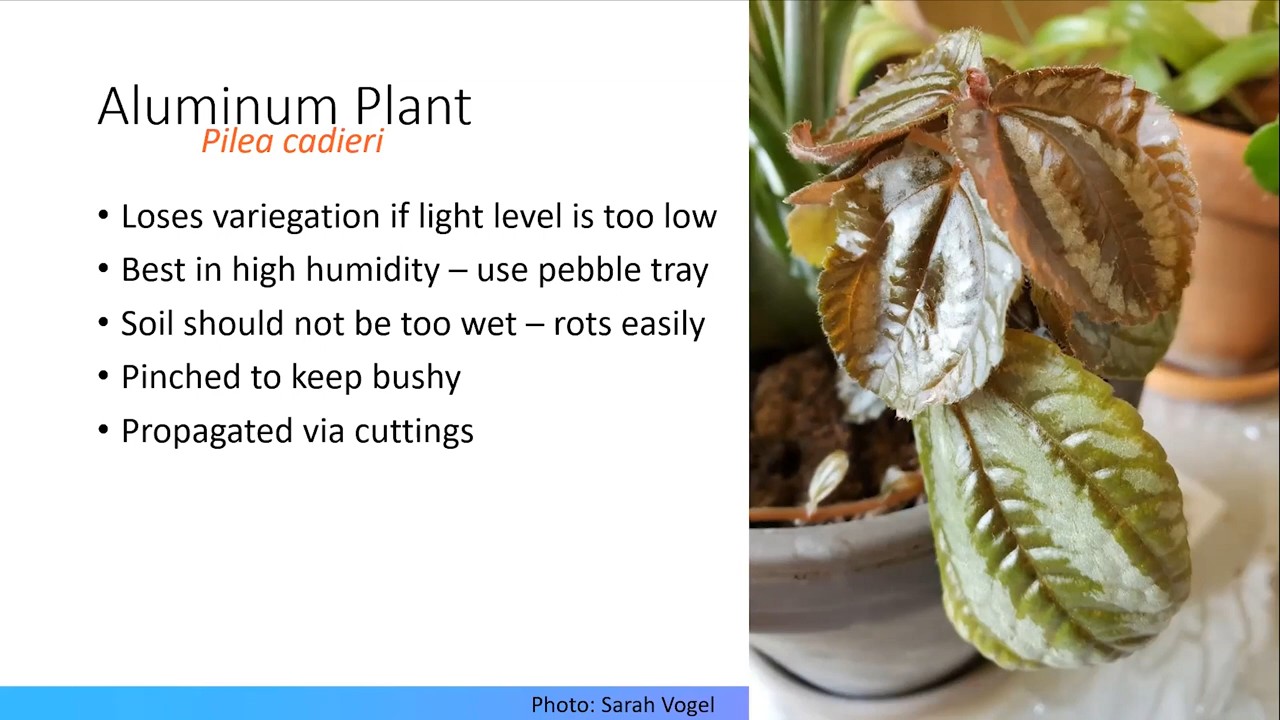 Aluminum Plant
Pilea cadieri
• Loses variegation if light level is too low
• Best in high humidity – use pebble tray
• Soil should not be too wet – rots easily
• Pinched to keep bushy
• Propagated via cuttings
Photo: Sarah Vogel